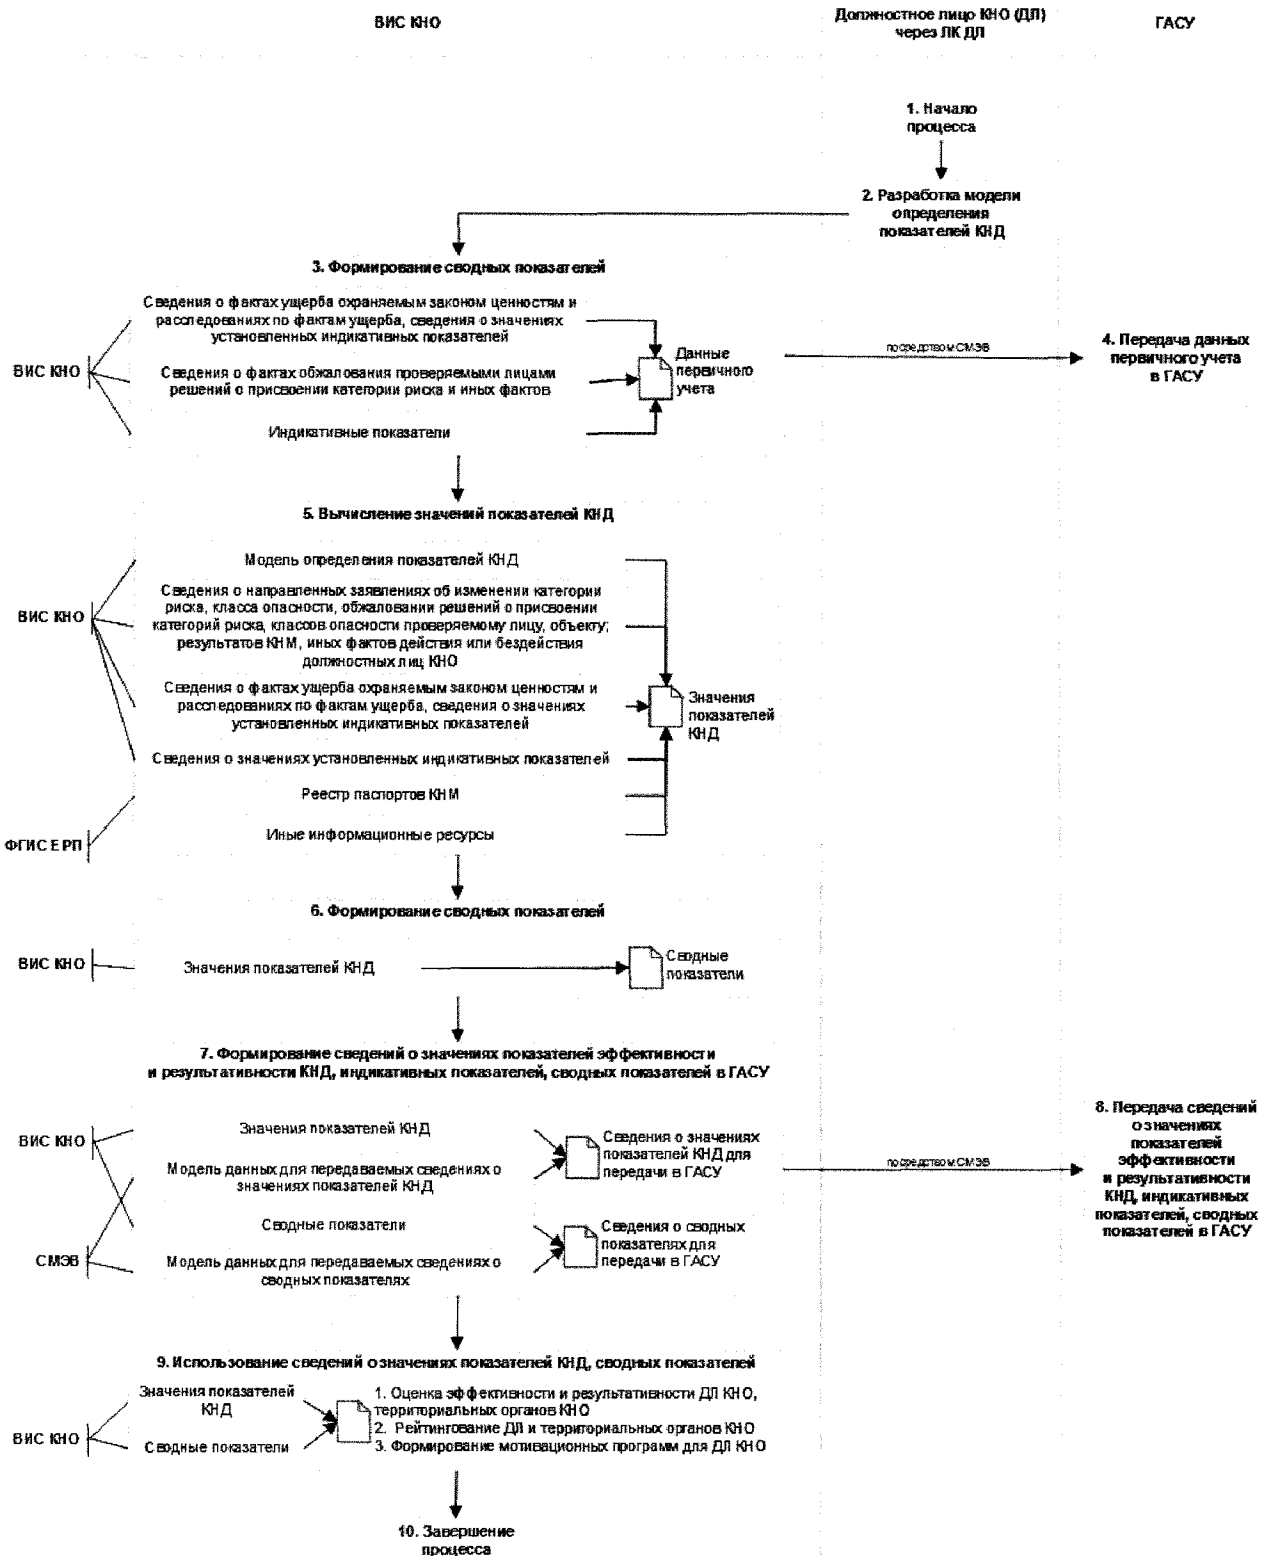 ВИС КНО
Должностное лицо КНО (ДЛ)
через ЛК ДЛ
ГАСУ
1. Начало
процесса
2. Разработка модели
определения
показателей КНД
3. Формирование сводных показателей
Сведения о фактах ущерба охраняемым законом ценностям и
расследованиях по фактам ущерба, сведения о значениях
установленных индикативных показателей
ВИС КНО
Сведения о фактах обжалования проверяемыми лицами
решений о присвоении категории риска и иных фактов
Индикативные показатели
Данные
первичного
учета
посредством СМЭВ
4. Передача данных
первичного учета
в ГАСУ
5. Вычисление значений показателей КНД
Модель определения показателей КНД
ВИС КНО
Сведения о направленных заявлениях об изменении категории
риска, класса опасности, обжаловании решений о присвоении
категорий риска, классов опасности проверяемому лицу, объекту;
результатов КНМ, иных фактов действия или бездействия
должностных лиц КНО
Сведения о фактах ущерба охраняемым законом ценностям и
расследованиях по фактам ущерба, сведения о значениях
установленных индикативных показателей
Значения
показателей
КНД
Сведения о значениях установленных индикативных показателей
Реестр паспортов КНМ
Иные информационные ресурсы
ФГИС ЕРП
6. Формирование сводных показателей
ВИС КНО
Значения показателей КНД
Сводные
показатели
7. Формирование сведений о значениях показателей эффективности
и результативности КНД, индикативных показателей, сводных показателей в ГАСУ
ВИС КНО
Значения показателей КНД
Модель данных для передаваемых сведениях о
значениях показателей КНД
Сведения о значениях
показателей КНД для
передачи в ГАСУ
посредством СМЭВ
8. Передача сведений
о значениях
показателей
эффективности
и результативности
КНД, индикативных
показателей, сводных
показателей в ГАСУ
Сводные показатели
СМЭВ
Модель данных для передаваемых сведениях о
сводных показателях
Сведения о сводных
показателях для
передачи в ГАСУ
9. Использование сведений о значениях показателей КНД, сводных показателей
Значения показателей
КНД
ВИС КНО
Сводные показатели
1. Оценка эффективности и результативности ДЛ КНО,
территориальных органов КНО
2. Рейтингование ДЛ и территориальных органов КНО
3. Формирование мотивационных программ для ДЛ КНО
10. Завершение
процесса